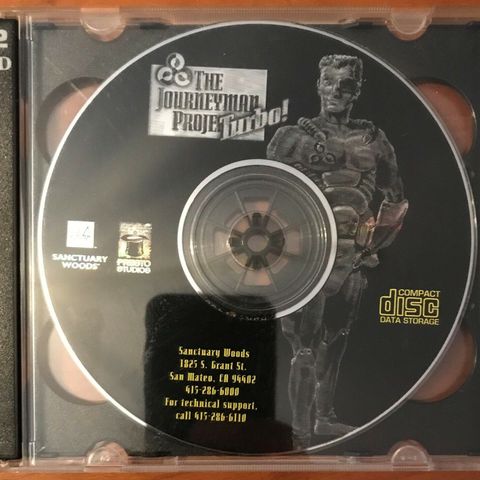 THE
JOURNEYMAN
PROJECT
Turbo!
SANCTUARY
WOODS
PRESTO
STUDIOS
COMPACT
disc
DATA STORAGE
Sanctuary Woods
1825 S. Grant St.
San Mateo, CA 94402
415-286-6000
For technical support,
call 415-286-6110